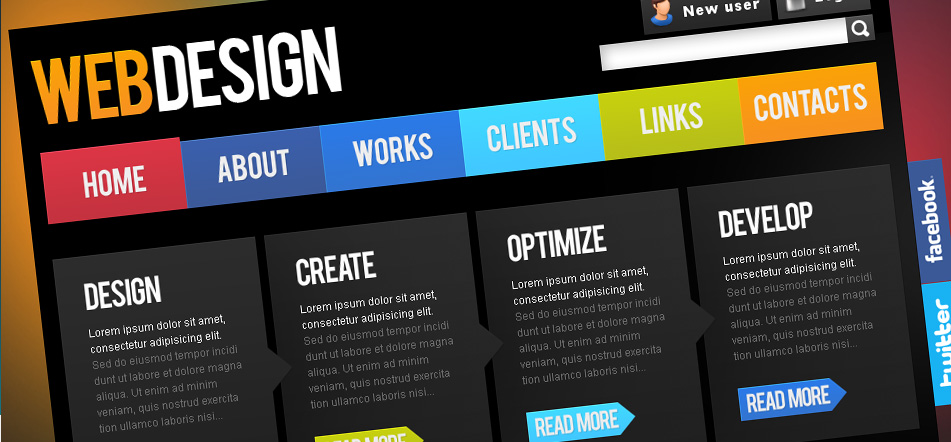 New user
WEBDESIGN
HOME ABOUT WORKS CLIENTS LINKS CONTACTS
DESIGN
Lorem ipsum dolor sit amet,
consectetur adipisicing elit.
Sed do eiusmod tempor incidi
dunt ut labore et dolore magna
aliqua. Ut enim ad minim
veniam, quis nostrud exercita
tion ullamco laboris nisi...
CREATE
Lorem ipsum dolor sit amet,
consectetur adipisicing elit.
Sed do eiusmod tempor incidi
dunt ut labore et dolore magna
aliqua. Ut enim ad minim
veniam, quis nostrud exercita
tion ullamco laboris nisi...
READ MORE
OPTIMIZE
Lorem ipsum dolor sit amet,
consectetur adipisicing elit.
Sed do eiusmod tempor incidi
dunt ut labore et dolore magna
aliqua. Ut enim ad minim
veniam, quis nostrud exercita
tion ullamco laboris nisi...
READ MORE
DEVELOP
Lorem ipsum dolor sit amet,
consectetur adipisicing elit.
Sed do eiusmod tempor incidi
dunt ut labore et dolore magna
aliqua. Ut enim ad minim
veniam, quis nostrud exercita
tion ullamco laboris nisi...
READ MORE
facebook
twitter